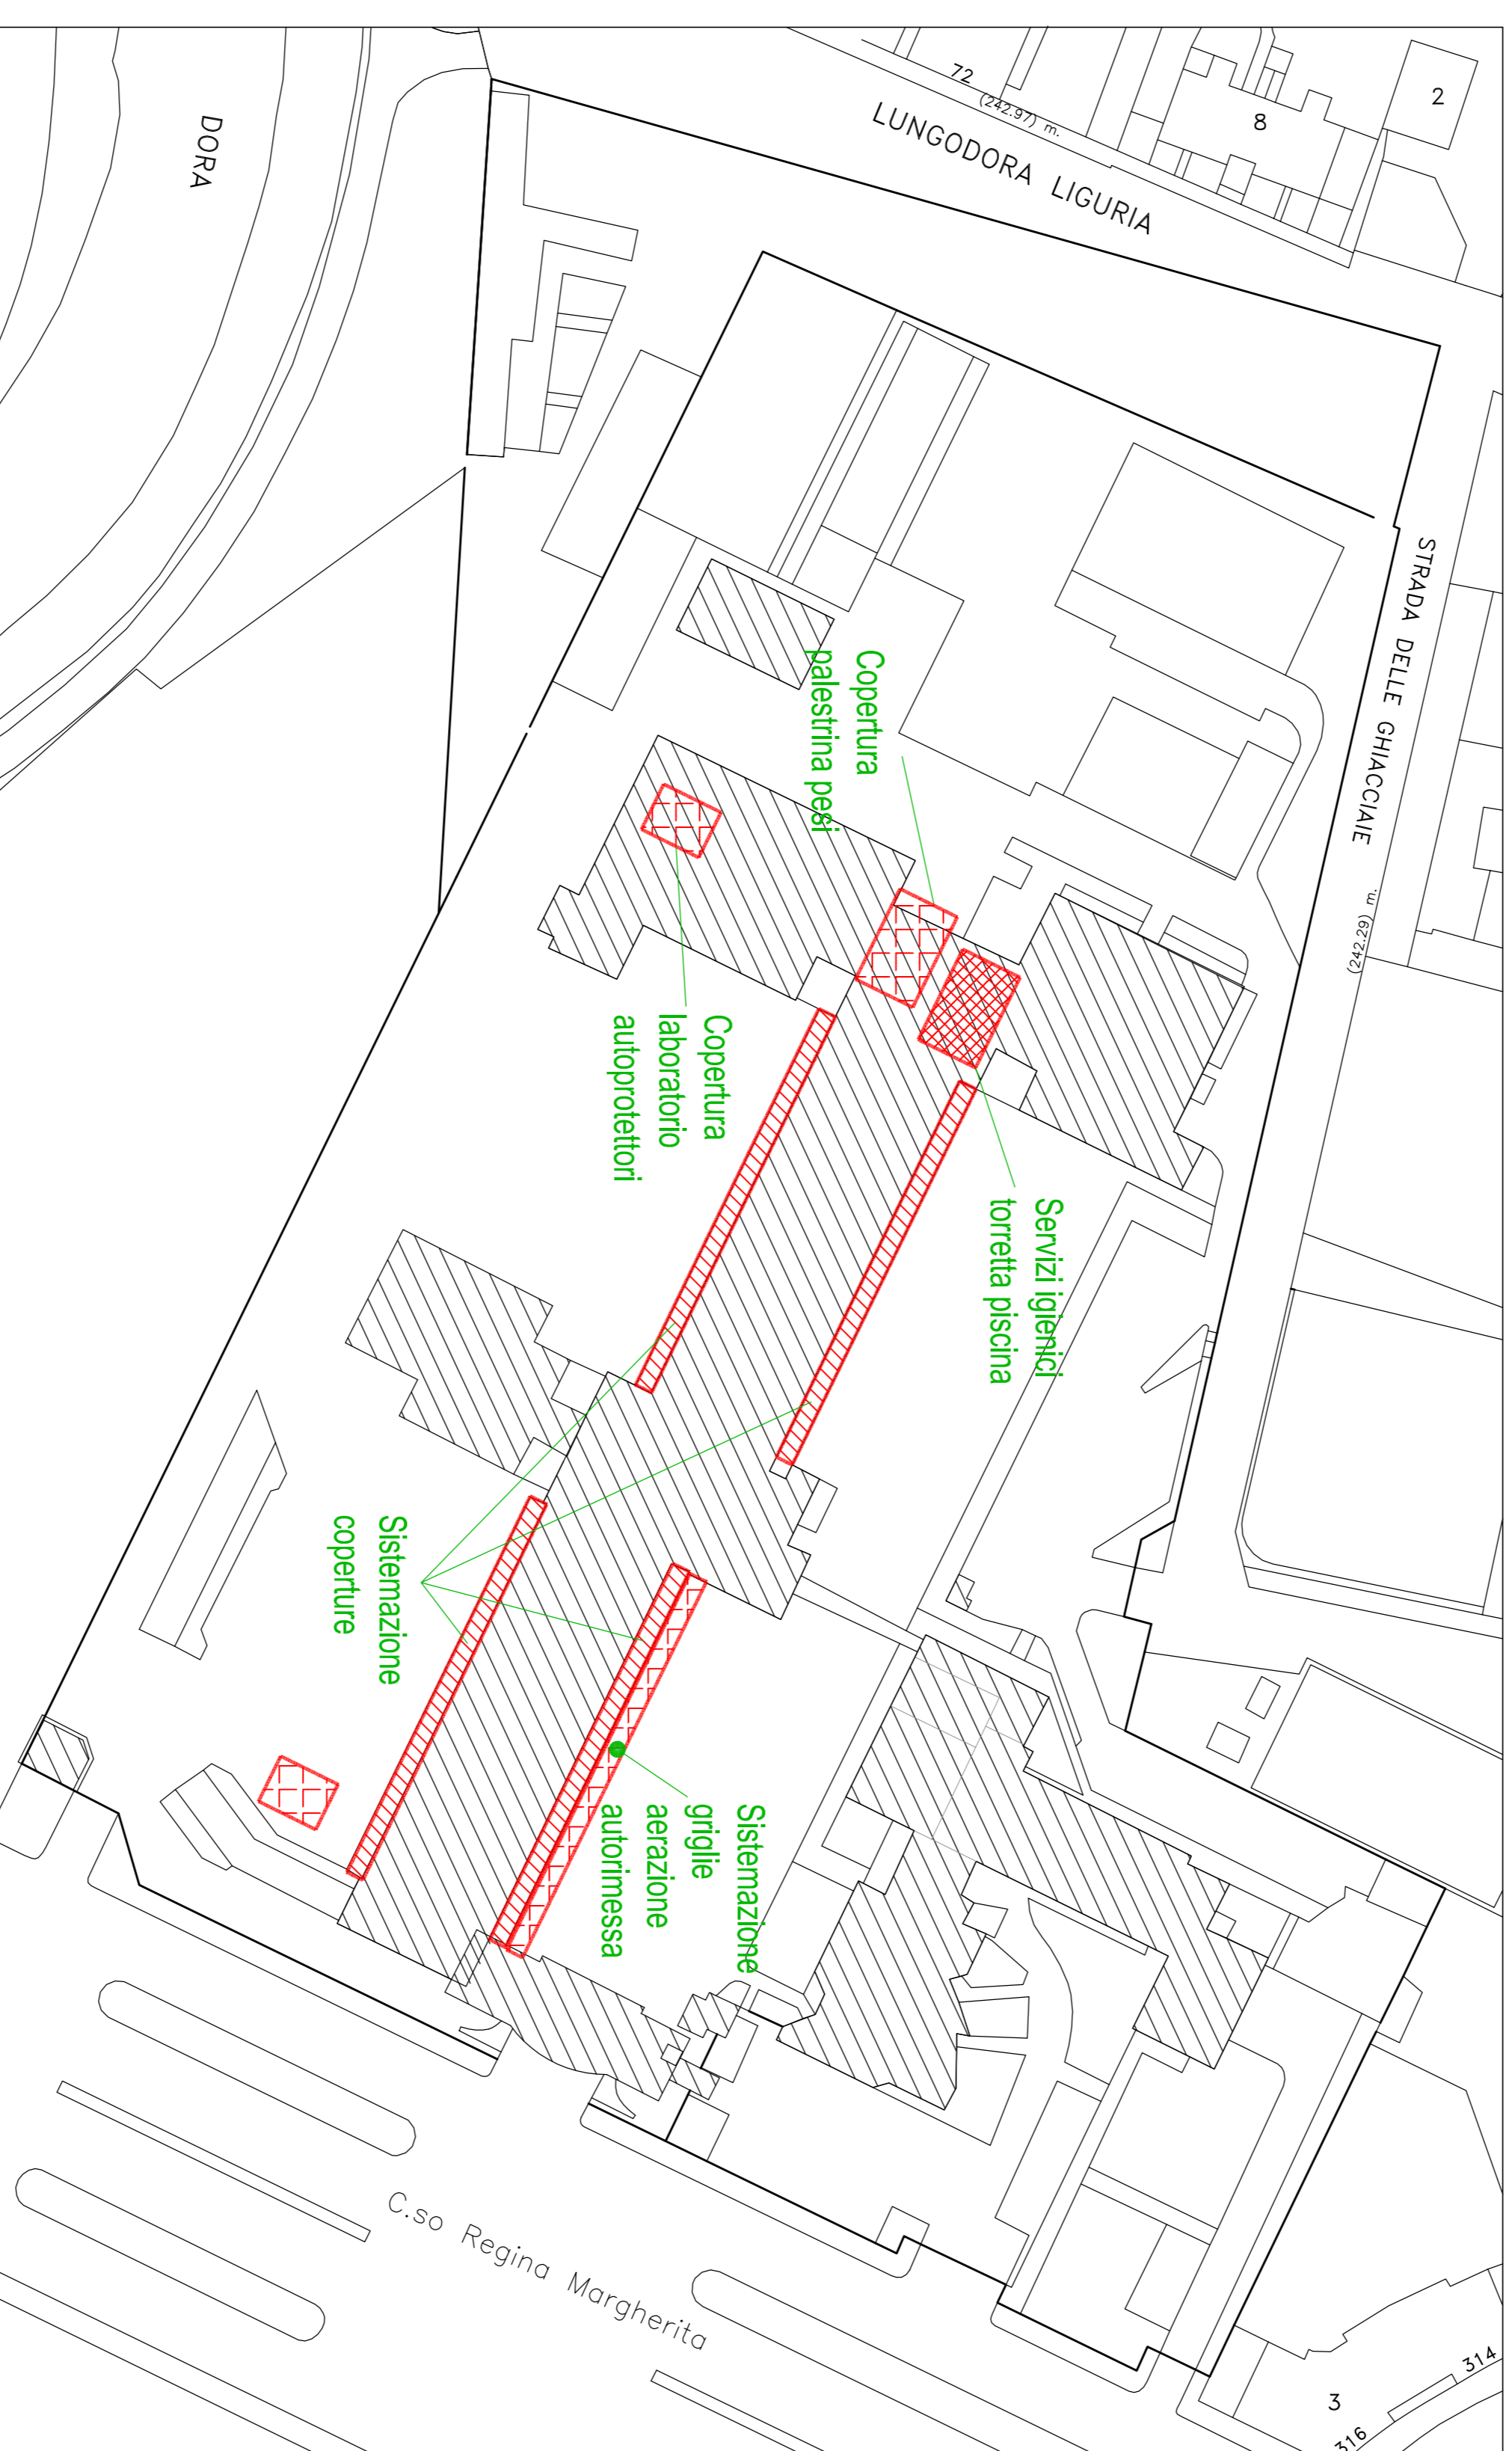 2
8
72
(242.97) m.
LUNGODORA LIGURIA
DORA
STRADA DELLE GHIACCIAIE
(242.29) m.
Copertura
palestrina pesi
Copertura
laboratorio
autoprotettori
Servizi igienici
torretta piscina
Sistemazione
coperture
Sistemazione
griglie
aerazione
autorimessa
C.so Regina Margherita
314
3
316